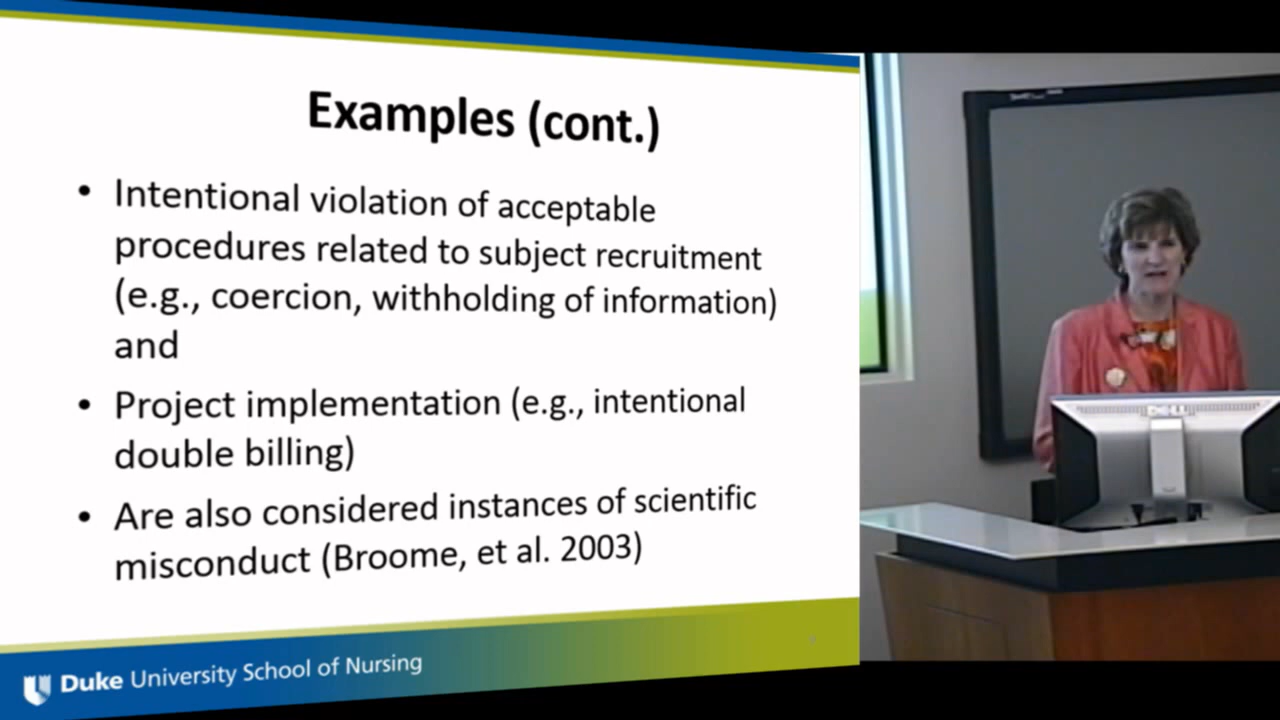 Examples (cont.)
• Intentional violation of acceptable
procedures related to subject recruitment
(e.g., coercion, withholding of information)
and
• Project implementation (e.g., intentional
double billing)
• Are also considered instances of scientific
misconduct (Broome, et al. 2003)
Duke University School of Nursing
DELL